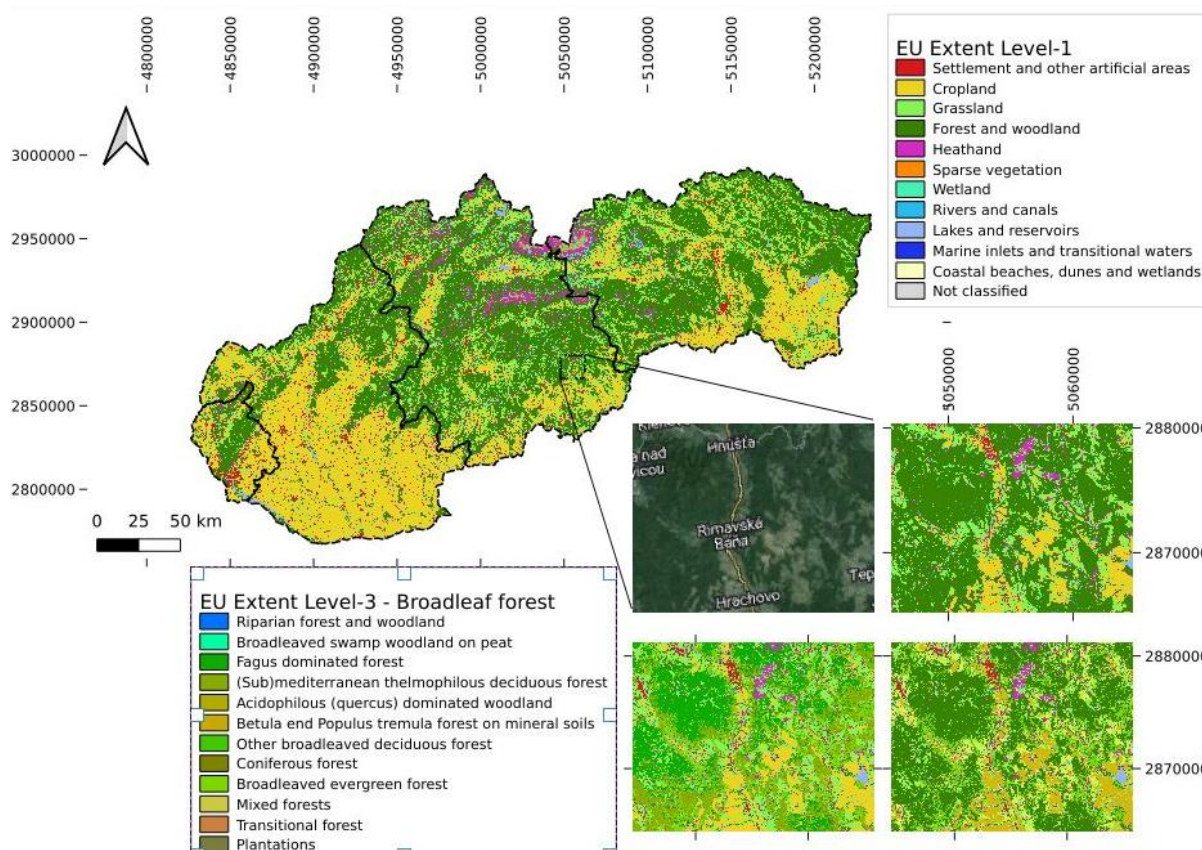 4800000
4850000
4900000
4950000
5000000
5050000
5100000
5150000
5200000
3000000
2950000
2900000
2850000
2800000
0 25 50 km
EU Extent Level-1
Settlement and other artificial areas
Cropland
Grassland
Forest and woodland
Heathand
Sparse vegetation
Wetland
Rivers and canals
Lakes and reservoirs
Marine inlets and transitional waters
Coastal beaches, dunes and wetlands
Not classified
5050000
5060000
Hnúšťa
a nad
vicou
Rimavská
Baňa
Hrachovo
2880000
2870000
2880000
2870000
EU Extent Level-3 - Broadleaf forest
Riparian forest and woodland
Broadleaved swamp woodland on peat
Fagus dominated forest
(Sub)mediterranean thelmophilous deciduous forest
Acidophilous (quercus) dominated woodland
Betula end Populus tremula forest on mineral soils
Other broadleaved deciduous forest
Coniferous forest
Broadleaved evergreen forest
Mixed forests
Transitional forest
Plantations